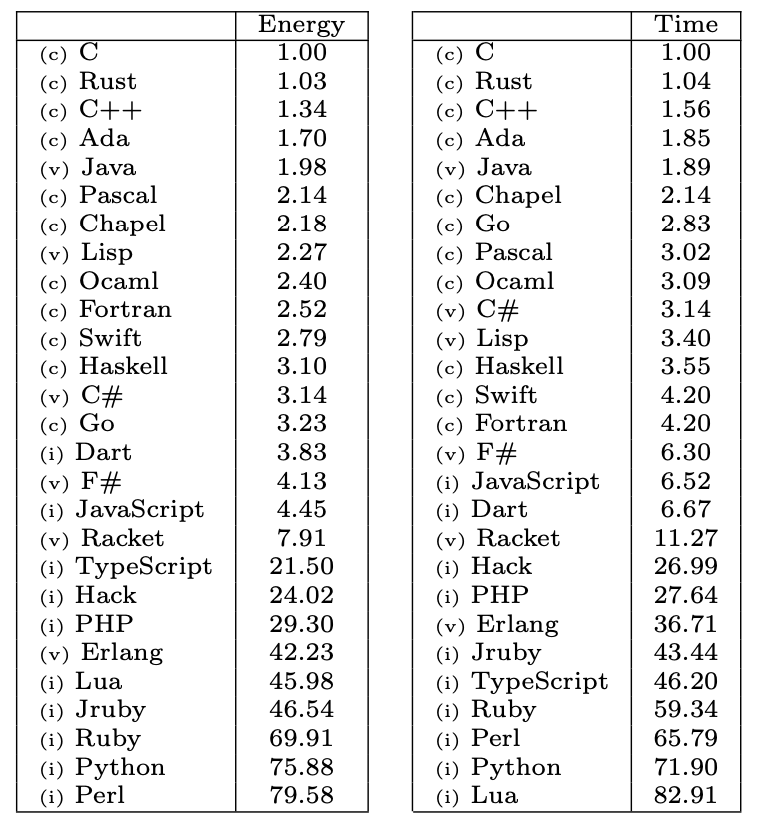 Energy
(c) C 1.00
(c) Rust 1.03
(c) C++ 1.34
(c) Ada 1.70
(v) Java 1.98
(c) Pascal 2.14
(c) Chapel 2.18
(v) Lisp 2.27
(c) Ocaml 2.40
(c) Fortran 2.52
(c) Swift 2.79
(c) Haskell 3.10
(v) C# 3.14
(c) Go 3.23
(i) Dart 3.83
(v) F# 4.13
(i) JavaScript 4.45
(v) Racket 7.91
(i) TypeScript 21.50
(i) Hack 24.02
(i) PHP 29.30
(v) Erlang 42.23
(i) Lua 45.98
(i) Jruby 46.54
(i) Ruby 69.91
(i) Python 75.88
(i) Perl 79.58
Time
(c) C 1.00
(c) Rust 1.04
(c) C++ 1.56
(c) Ada 1.85
(v) Java 1.89
(c) Chapel 2.14
(c) Go 2.83
(c) Pascal 3.02
(c) Ocaml 3.09
(v) C# 3.14
(v) Lisp 3.40
(c) Haskell 3.55
(c) Swift 4.20
(c) Fortran 4.20
(v) F# 6.30
(i) JavaScript 6.52
(i) Dart 6.67
(v) Racket 11.27
(i) Hack 26.99
(i) PHP 27.64
(v) Erlang 36.71
(i) Jruby 43.44
(i) TypeScript 46.20
(i) Ruby 59.34
(i) Perl 65.79
(i) Python 71.90
(i) Lua 82.91